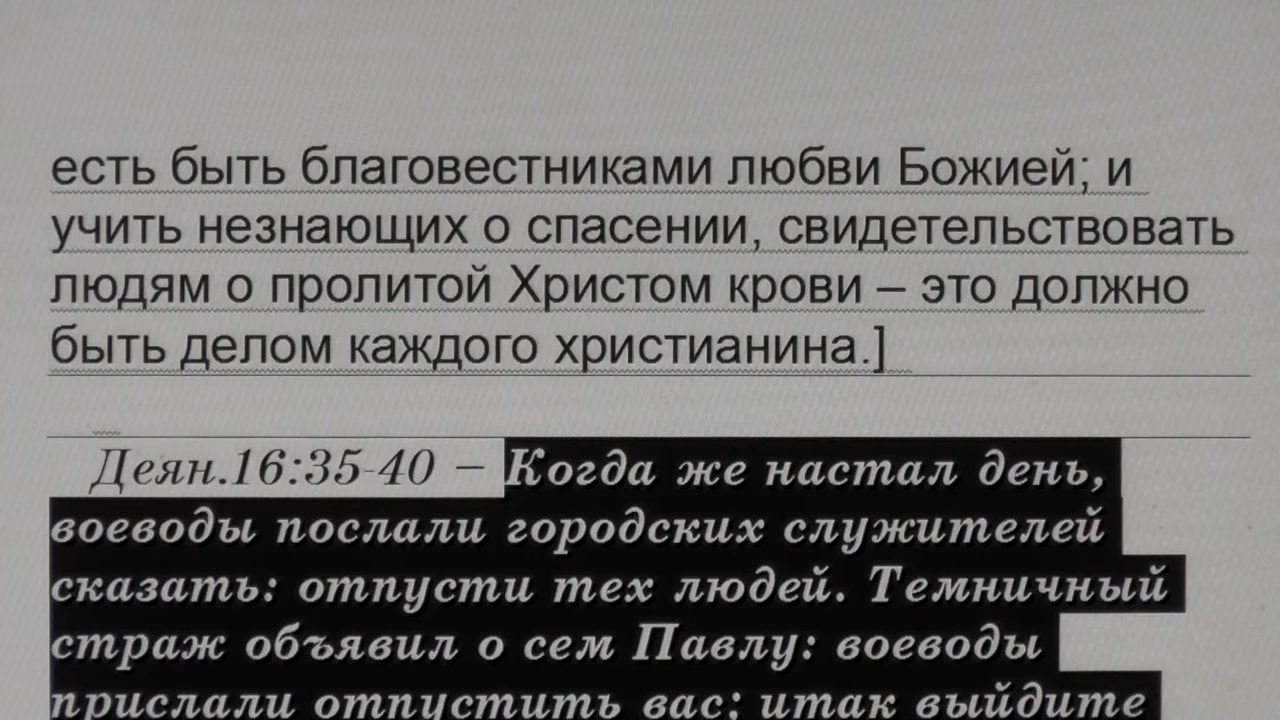 есть быть благовестниками любви Божией; и
учить незнающих о спасении, свидетельствовать
людям о пролитой Христом крови – это должно
быть делом каждого христианина.]
Деян.16:35-40 – Когда же настал день,
воеводы послали городских служителей
сказать: отпусти тех людей. Темничный
страж объявил о сем Павлу: воеводы
прислали отпустить вас; итак выйдите